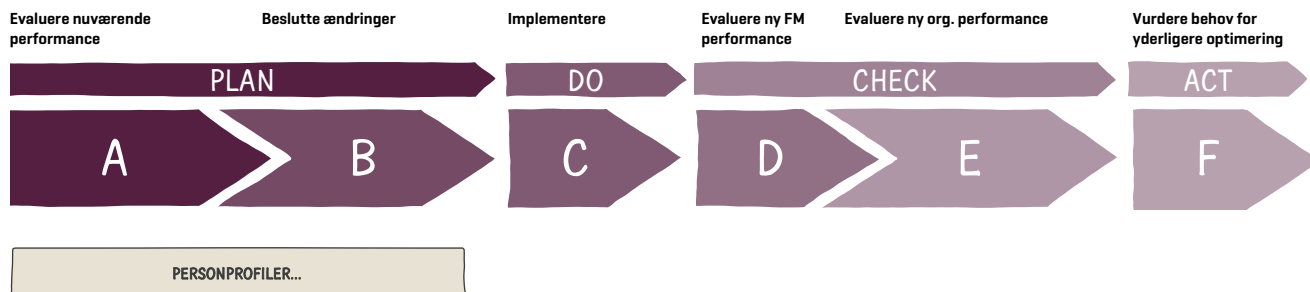 Evaluere nuværende
performance
Beslutte ændringer
Implementere
Evaluere ny FM
performance
Evaluere ny org. performance
Vurdere behov for
yderligere optimering
PLAN
DO
CHECK
ACT
A
B
C
D
E
F
PERSONPROFILER...